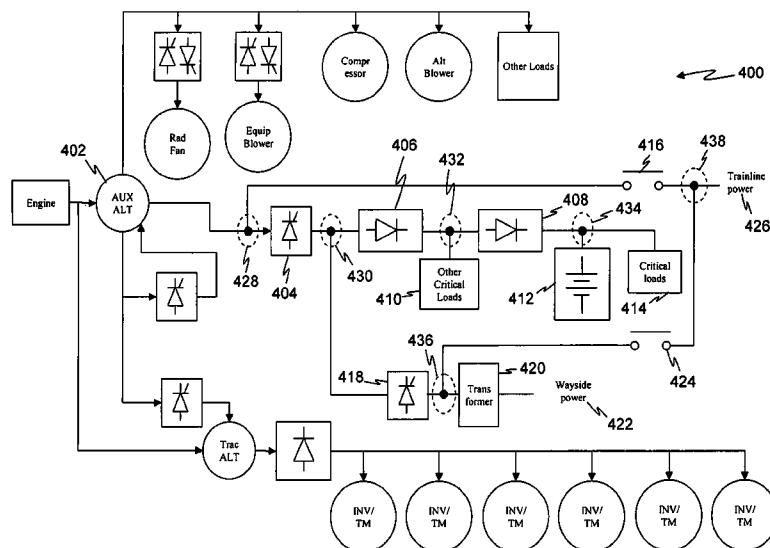 Compr
essor
Alt
Blower
Other Loads
400
Rad
Fan
Equip
Blower
402
406
432
416
438
Engine
AUX
ALT
408
434
Trainline
power
426
428
404
430
410
Other
Critical
Loads
412
Critical
loads
414
436
420
424
418
Trans
former
Wayside
power
422
Trac
ALT
INV/
TM
INV/
TM
INV/
TM
INV/
TM
INV/
TM
INV/
TM